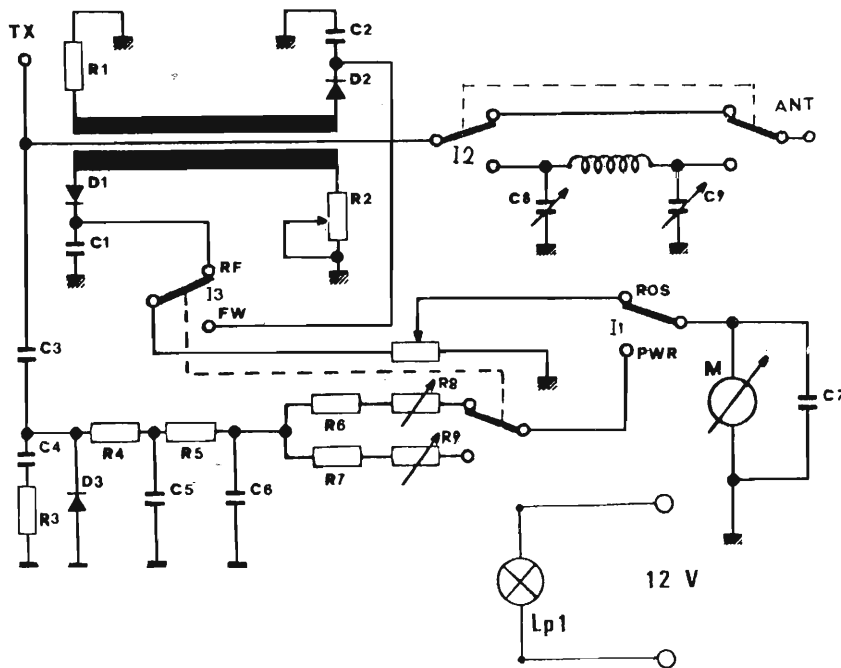 TX
C2
R1
D2
ANT
I2
D1
C8
C9
R2
C1
RF
I3
ROS
FW
I1
C3
PWR
M
R8
C7
R6
C4
R4
R5
R9
D3
R7
R3
C5
C6
12 V
Lp1